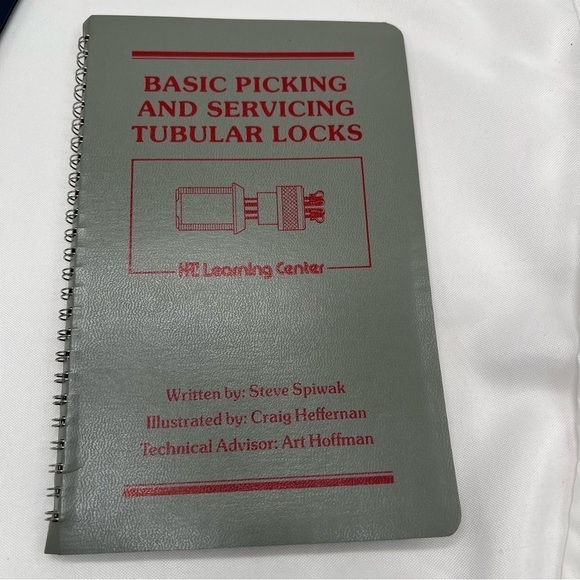 BASIC PICKING
AND SERVICING
TUBULAR LOCKS
HPC Learning Center
Written by: Steve Spiwak
Illustrated by: Craig Heffernan
Technical Advisor: Art Hoffman